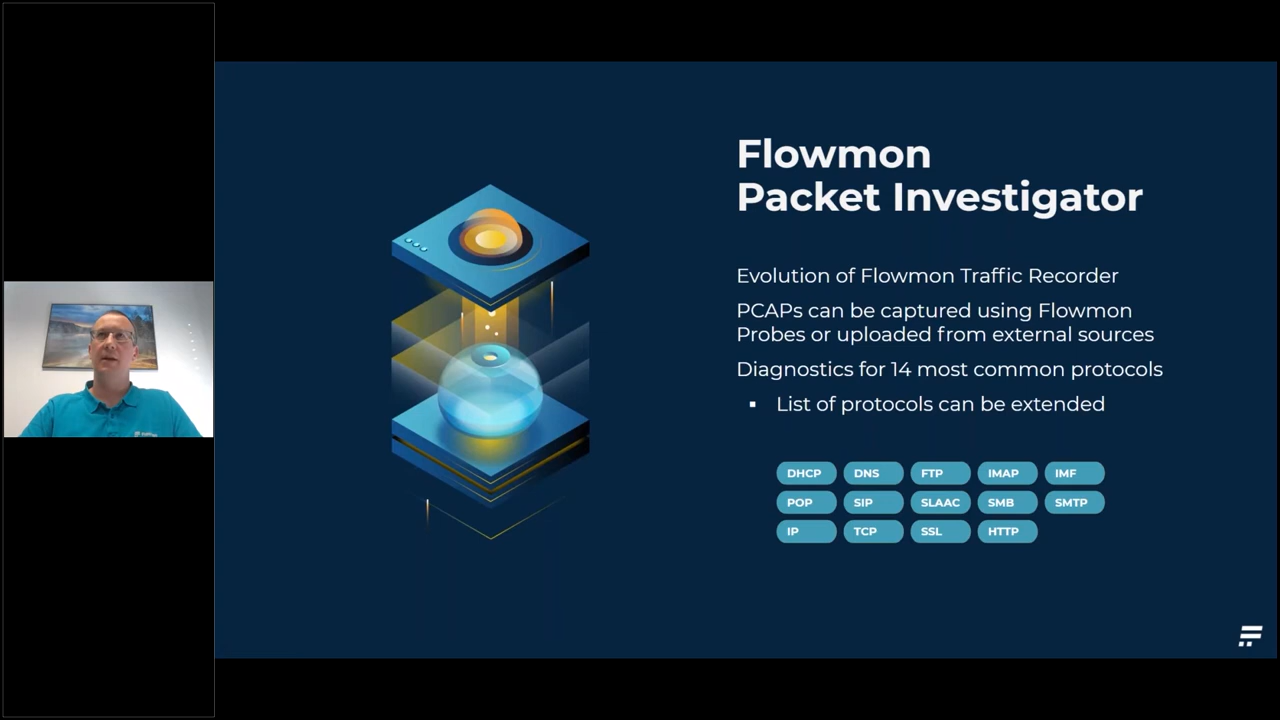 Flowmon
Packet Investigator
Evolution of Flowmon Traffic Recorder
PCAPs can be captured using Flowmon
Probes or uploaded from external sources
Diagnostics for 14 most common protocols
▪ List of protocols can be extended
DHCP DNS FTP IMAP IMF
POP SIP SLAAC SMB SMTP
IP TCP SSL HTTP